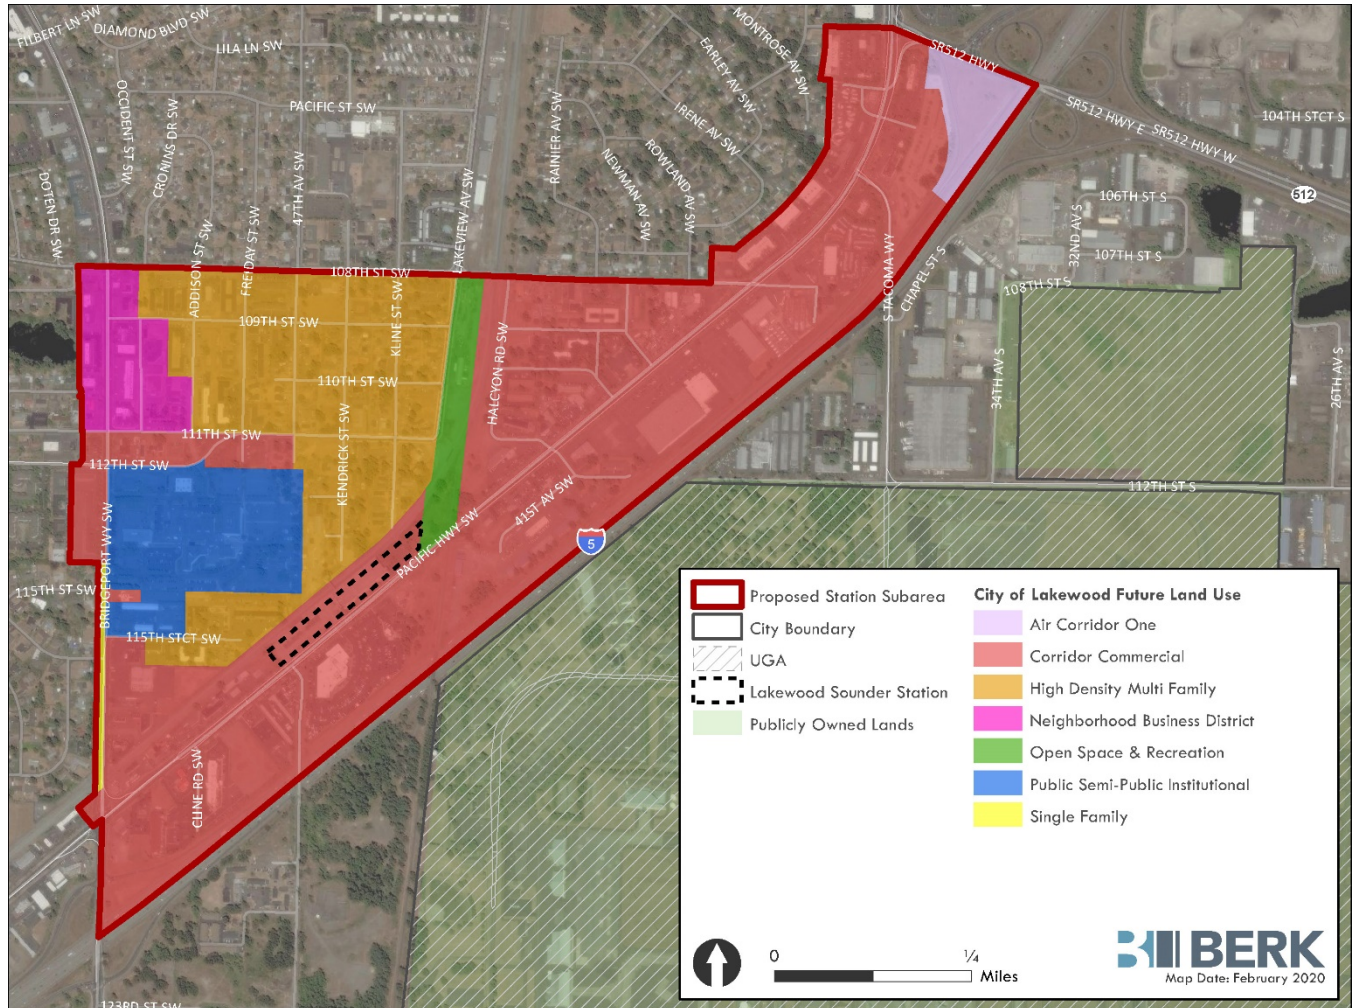 FILBERT LN SW
DIAMOND BLVD SW
LILA LN SW
MONTROSE AV SW
EARLEY AV SW
SR512 HWY
OCCIDENT ST SW
CRONINS DR SW
PACIFIC ST SW
RAINIER AV SW
IRENE AV SW
SR512 HWY E
SR512 HWY W
104TH STCT S
DOTEN DR SW
ADDISON ST SW
FREIDAY ST SW
47TH AV SW
LAKEVIEW AV SW
NEWMAN AV SW
ROWLAND AV SW
512
106TH ST S
32ND AV S
107TH ST S
108TH ST SW
S TACOMA WY
CHAPEL ST S
108TH ST S
109TH ST SW
KLINE ST SW
HALCYON RD SW
110TH ST SW
34TH AV S
26TH AV S
111TH ST SW
KENDRICK ST SW
112TH ST SW
41ST AV SW
112TH ST S
PACIFIC HWY SW
5
BRIDGEPORT WY SW
115TH ST SW
115TH STCT SW
CLINE RD SW
123RD ST SW
Proposed Station Subarea
City Boundary
UGA
Lakewood Sounder Station
Publicly Owned Lands
City of Lakewood Future Land Use
Air Corridor One
Corridor Commercial
High Density Multi Family
Neighborhood Business District
Open Space & Recreation
Public Semi-Public Institutional
Single Family
0
¼
Miles
BERK
Map Date: February 2020